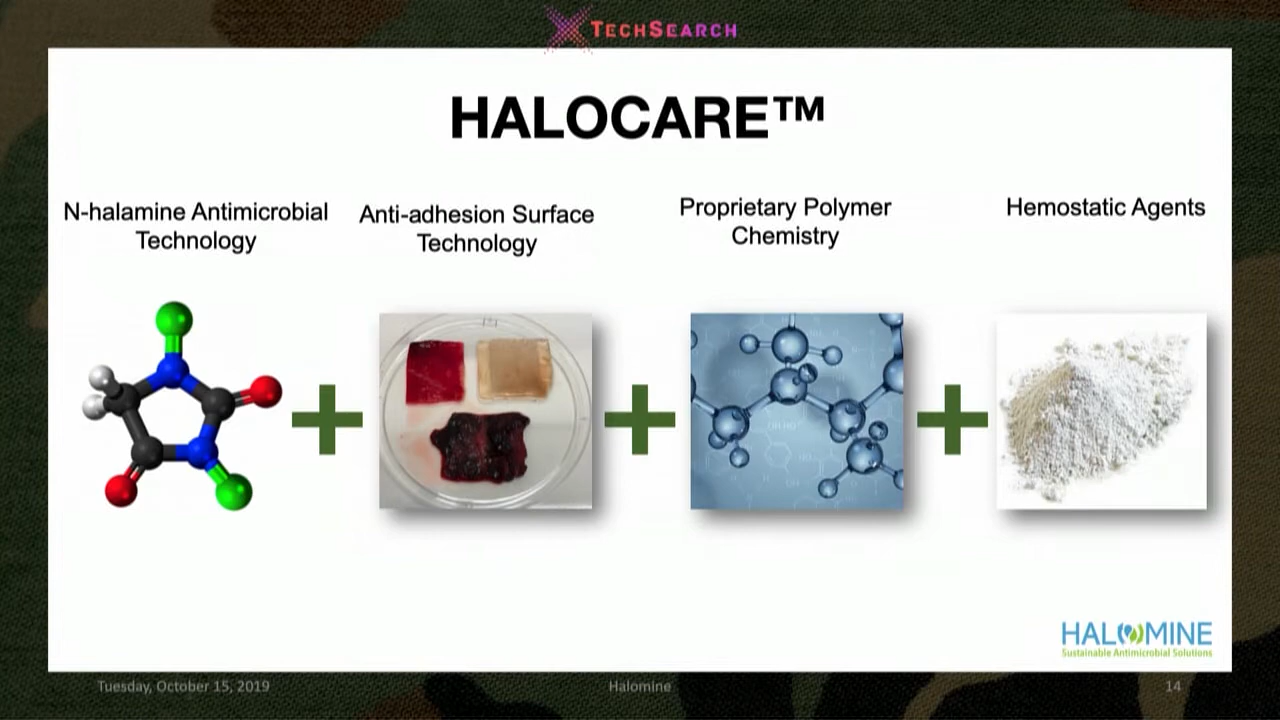 TECHSEARCH
HALOCARE™
N-halamine Antimicrobial
Technology
Anti-adhesion Surface
Technology
Proprietary Polymer
Chemistry
Hemostatic Agents
HALOMINE
Sustainable Antimicrobial Solutions
Tuesday, October 15, 2019
Halomine
14